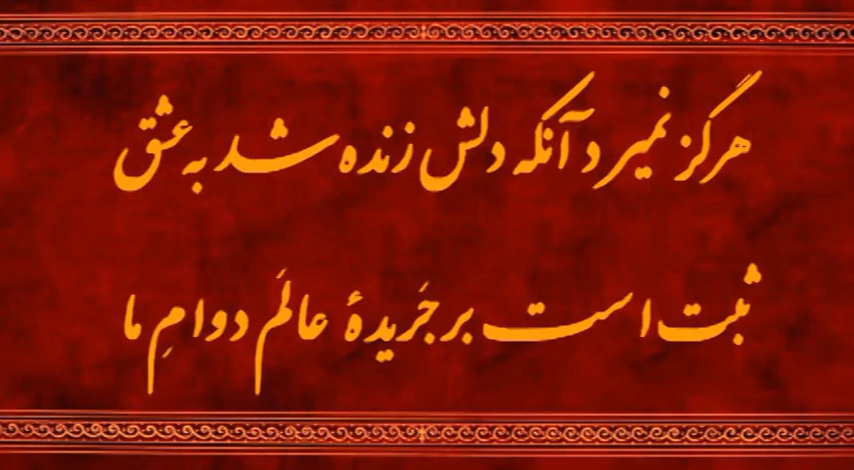 هرگز نمیرد آنکه دلش زنده شد به عشق
ثبت است بر جَریدهٔ عالَم دوامِ ما